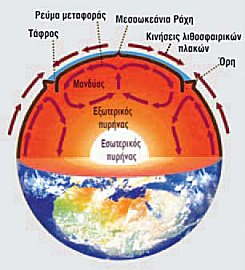 Ρεύμα μεταφοράς
Μεσοωκεάνια Ράχη
Τάφρος
Κινήσεις λιθοσφαιρικών
πλακών
Όρη
Μανδύας
Εξωτερικός
πυρήνας
Εσωτερικός
πυρήνας